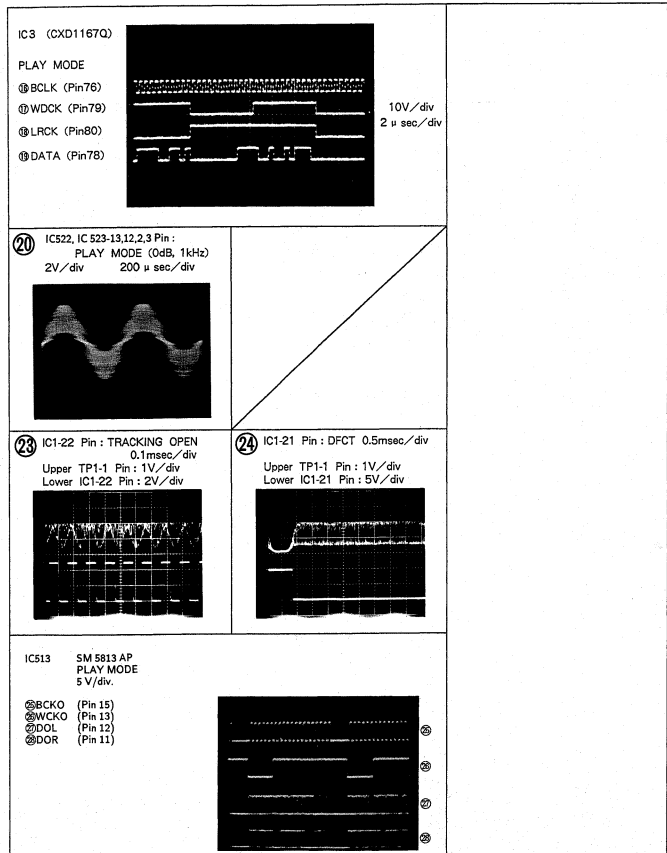 IC3 (CXD1167Q)
PLAY MODE
⑯BCLK (Pin76)
⑰WDCK (Pin79)
⑱LRCK (Pin80)
⑲DATA (Pin78)
10V/div
2 μ sec/div
⑳ IC522, IC 523-13,12,2,3 Pin :
PLAY MODE (0dB, 1kHz)
2V/div 200 μ sec/div
㉓ IC1-22 Pin : TRACKING OPEN
0.1msec/div
Upper TP1-1 Pin : 1V/div
Lower IC1-22 Pin : 2V/div
㉔ IC1-21 Pin : DFCT 0.5msec/div
Upper TP1-1 Pin : 1V/div
Lower IC1-21 Pin : 5V/div
IC513 SM 5813 AP
PLAY MODE
5 V/div.
㉕BCKO (Pin 15)
㉖WCKO (Pin 13)
㉗DOL (Pin 12)
㉘DOR (Pin 11)
㉕
㉖
㉗
㉘